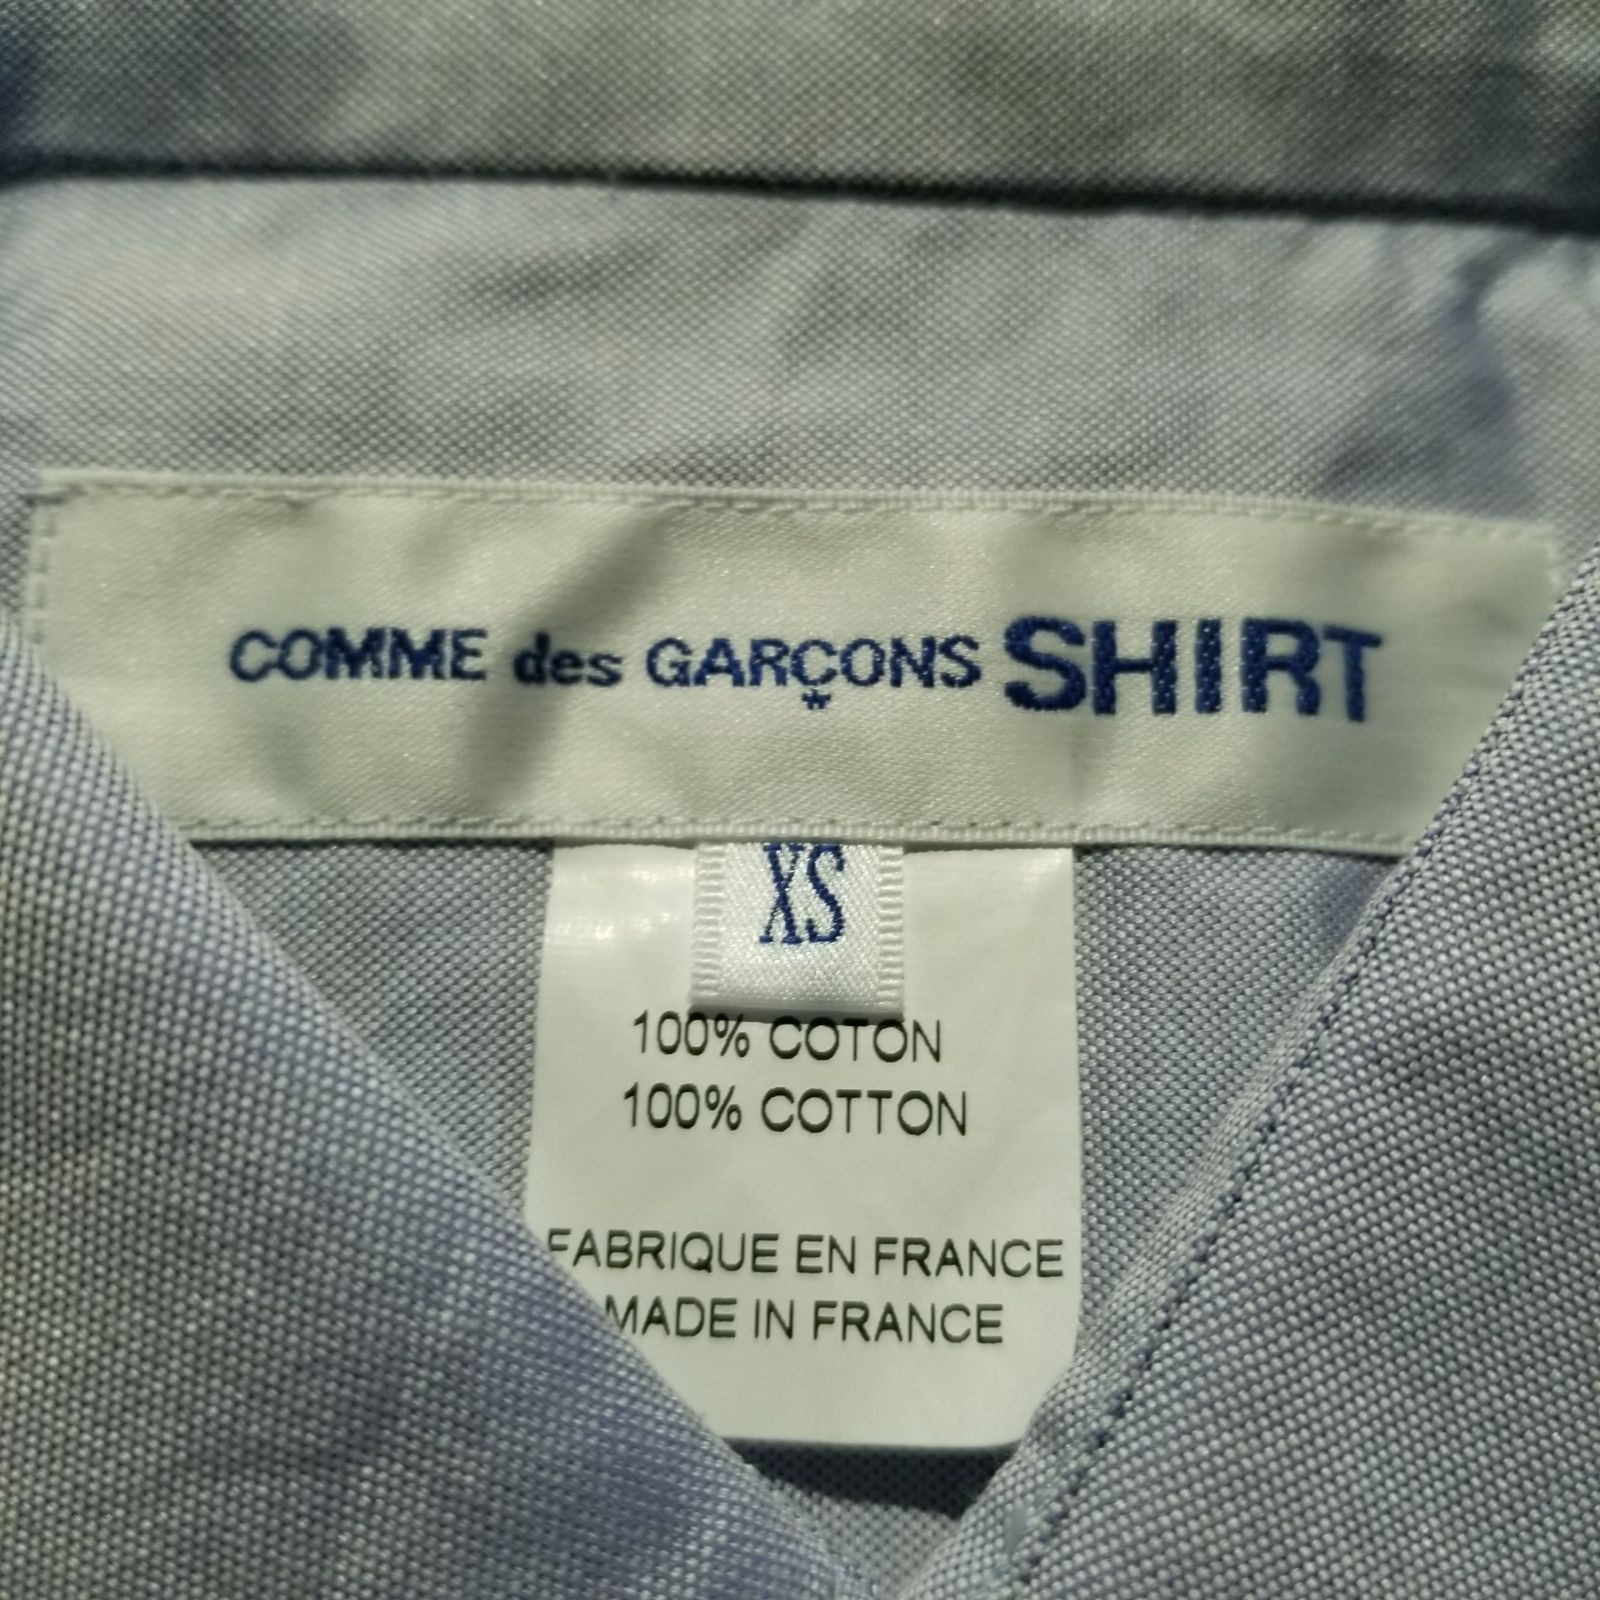 COMME des GARÇONS SHIRT
XS
100% COTON
100% COTTON
FABRIQUE EN FRANCE
MADE IN FRANCE